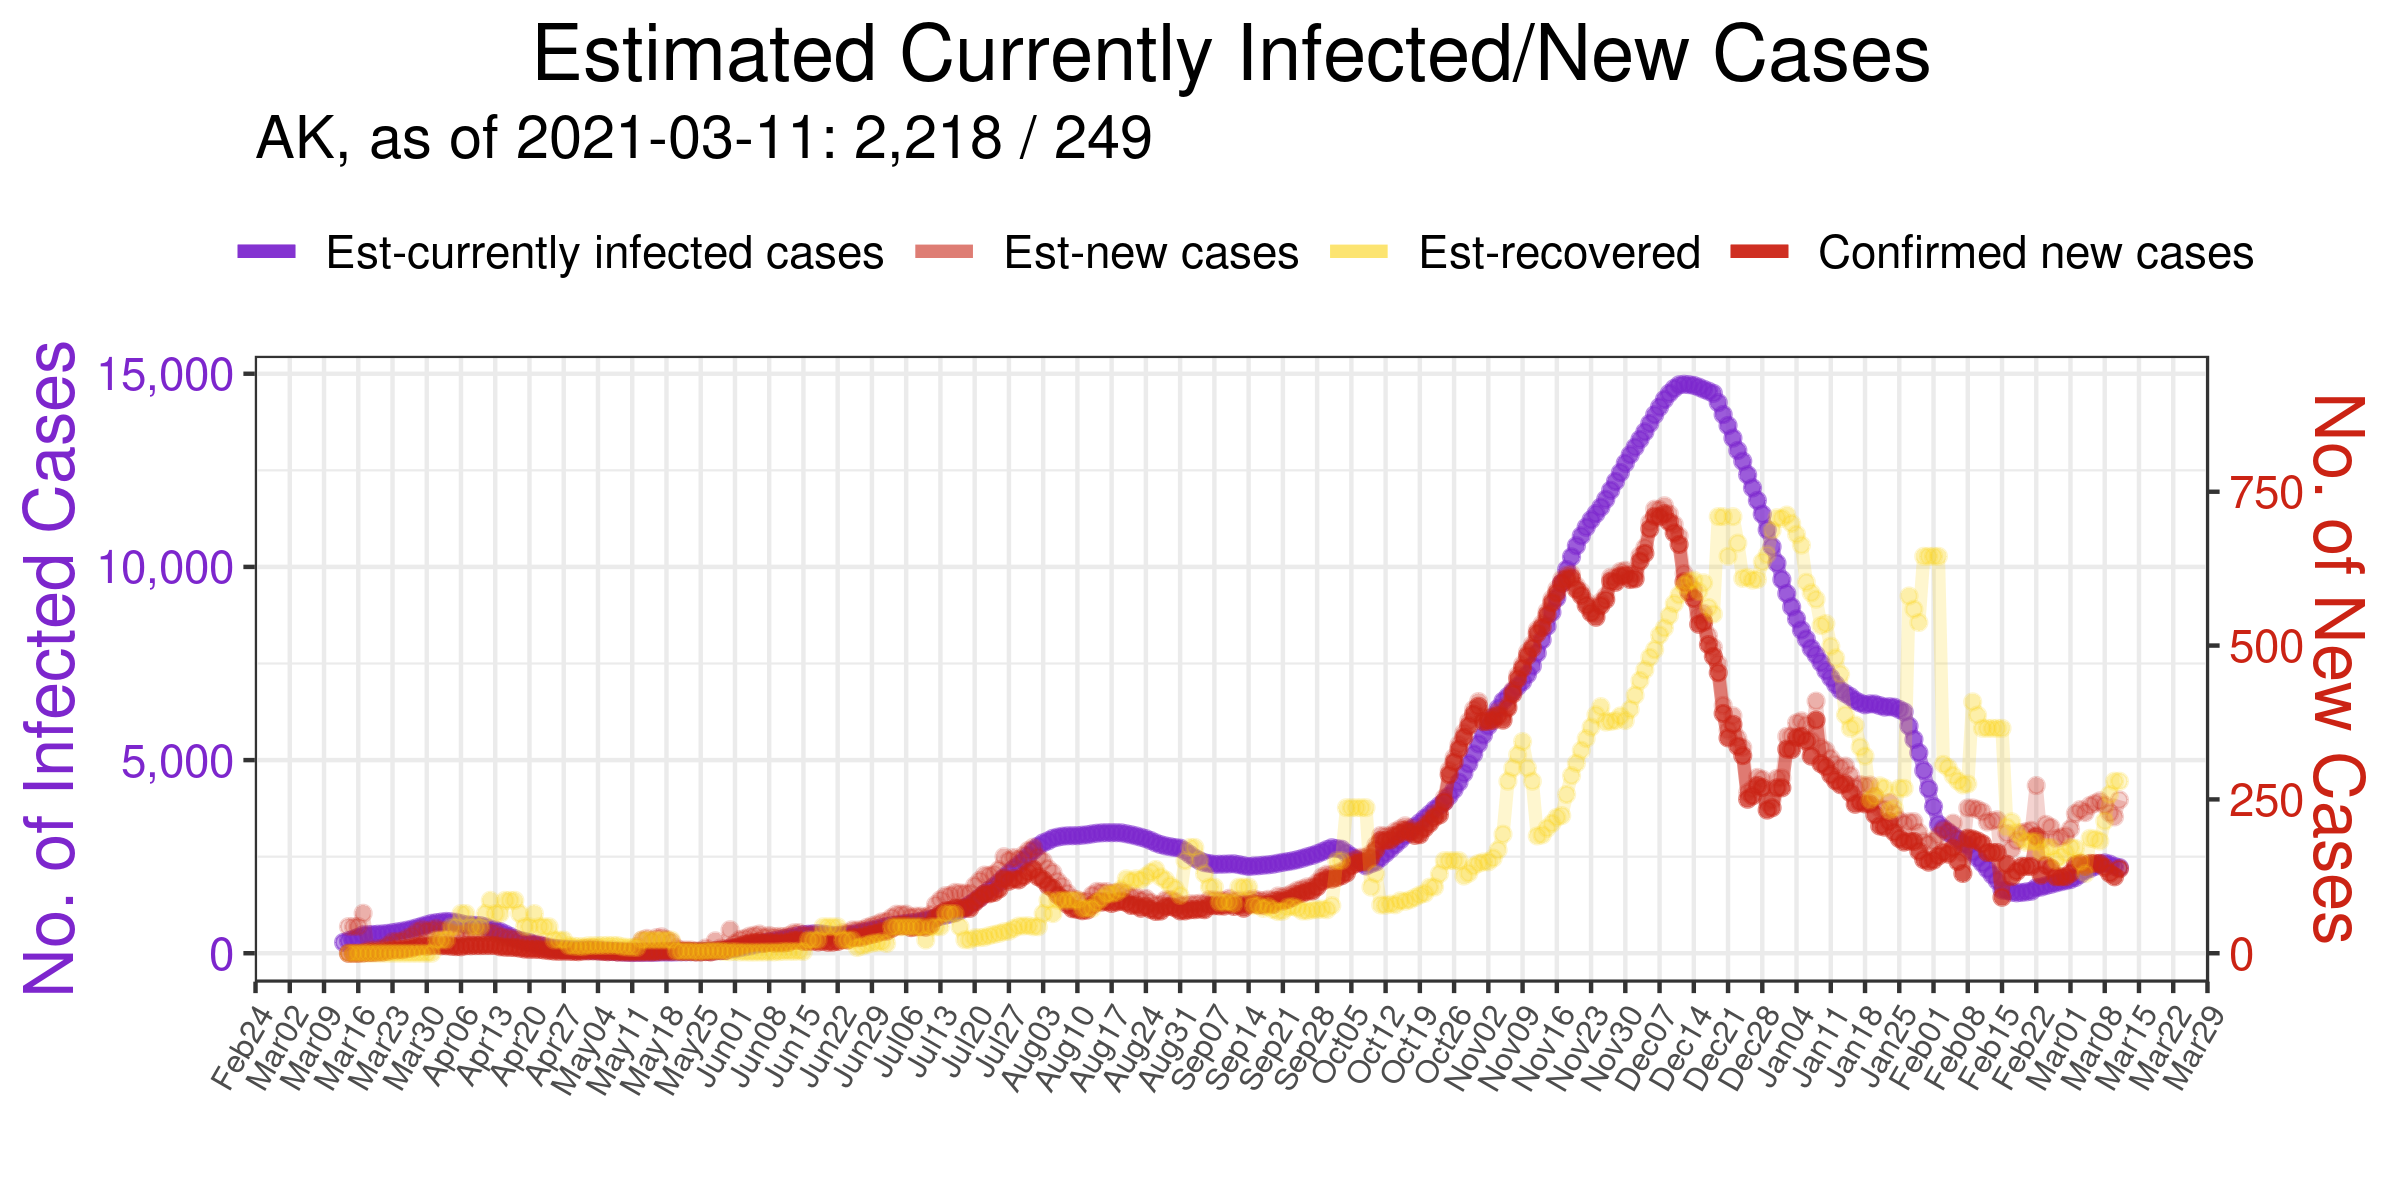 Estimated Currently Infected/New Cases
AK, as of 2021-03-11: 2,218 / 249
Est-currently infected cases Est-new cases Est-recovered Confirmed new cases
No. of Infected Cases
15,000
10,000
5,000
0
750
500
250
0
No. of New Cases
Feb24 Mar02 Mar09 Mar16 Mar23 Mar30 Apr06 Apr13 Apr20 Apr27 May04 May11 May18 May25 Jun01 Jun08 Jun15 Jun22 Jun29 Jul06 Jul13 Jul20 Jul27 Aug03 Aug10 Aug17 Aug24 Aug31 Sep07 Sep14 Sep21 Sep28 Oct05 Oct12 Oct19 Oct26 Nov02 Nov09 Nov16 Nov23 Nov30 Dec07 Dec14 Dec21 Dec28 Jan04 Jan11 Jan18 Jan25 Feb01 Feb08 Feb15 Feb22 Mar01 Mar08 Mar15 Mar22 Mar29